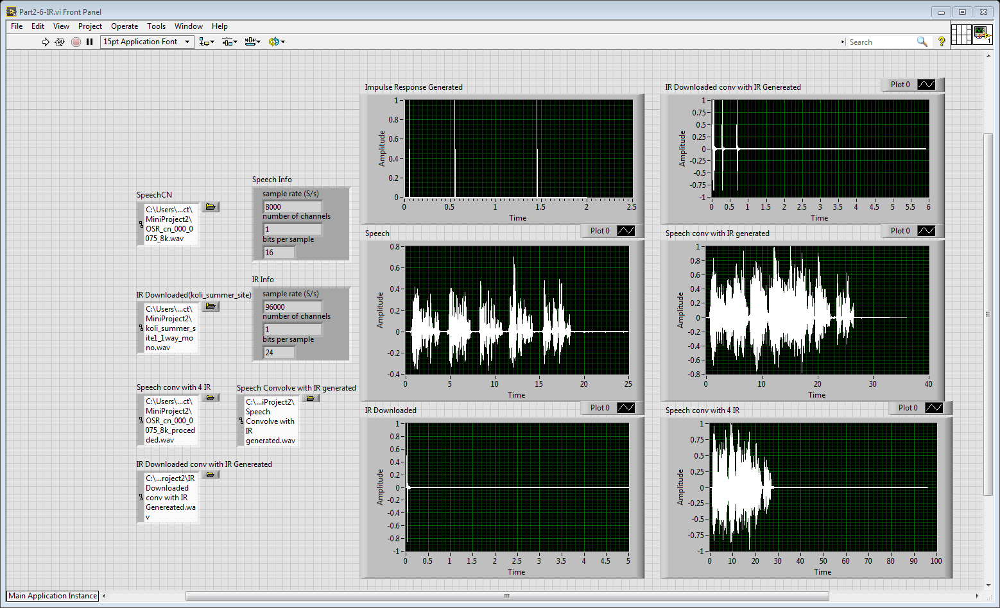 Part2-6-IR.vi Front Panel
File Edit View Project Operate Tools Window Help
15pt Application Font
Search
1
SpeechCN
C:\Users\...ct\
MiniProject2\
OSR_cn_000_0
075_8k.wav
Speech Info
sample rate (S/s)
8000
number of channels
1
bits per sample
16
IR Downloaded(koli_summer_site)
C:\Users\...ct\
MiniProject2\
koli_summer_s
ite1_1way_mo
no.wav
IR Info
sample rate (S/s)
96000
number of channels
1
bits per sample
24
Speech conv with 4 IR
C:\Users\...ct\
MiniProject2\
OSR_cn_000_0
075_8k_proced
ded.wav
Speech Convolve with IR generated
C:\...iProject2\
Speech
Convolve with
IR
generated.wav
IR Downloaded conv with IR Genereated
C:\...roject2\IR
Downloaded
conv with IR
Genereated.wa
v
Impulse Response Generated
Amplitude
1
0.8
0.6
0.4
0.2
0
0 0.5 1 1.5 2 2.5
Time
Speech
Plot 0
Amplitude
0.8
0.6
0.4
0.2
0
-0.2
-0.4
0 5 10 15 20 25
Time
IR Downloaded
Plot 0
Amplitude
1
0.8
0.6
0.4
0.2
0
-0.2
-0.4
-0.6
-0.8
-1
0 0.5 1 1.5 2 2.5 3 3.5 4 4.5 5
Time
IR Downloaded conv with IR Genereated
Plot 0
Amplitude
1
0.75
0.5
0.25
0
-0.25
-0.5
-0.75
-1
0 0.5 1 1.5 2 2.5 3 3.5 4 4.5 5 5.5 6
Time
Speech conv with IR generated
Plot 0
Amplitude
1
0.8
0.6
0.4
0.2
0
-0.2
-0.4
-0.6
-0.8
0 10 20 30 40
Time
Speech conv with 4 IR
Plot 0
Amplitude
1
0.75
0.5
0.25
0
-0.25
-0.5
-0.75
-1
0 10 20 30 40 50 60 70 80 90 100
Time
Main Application Instance